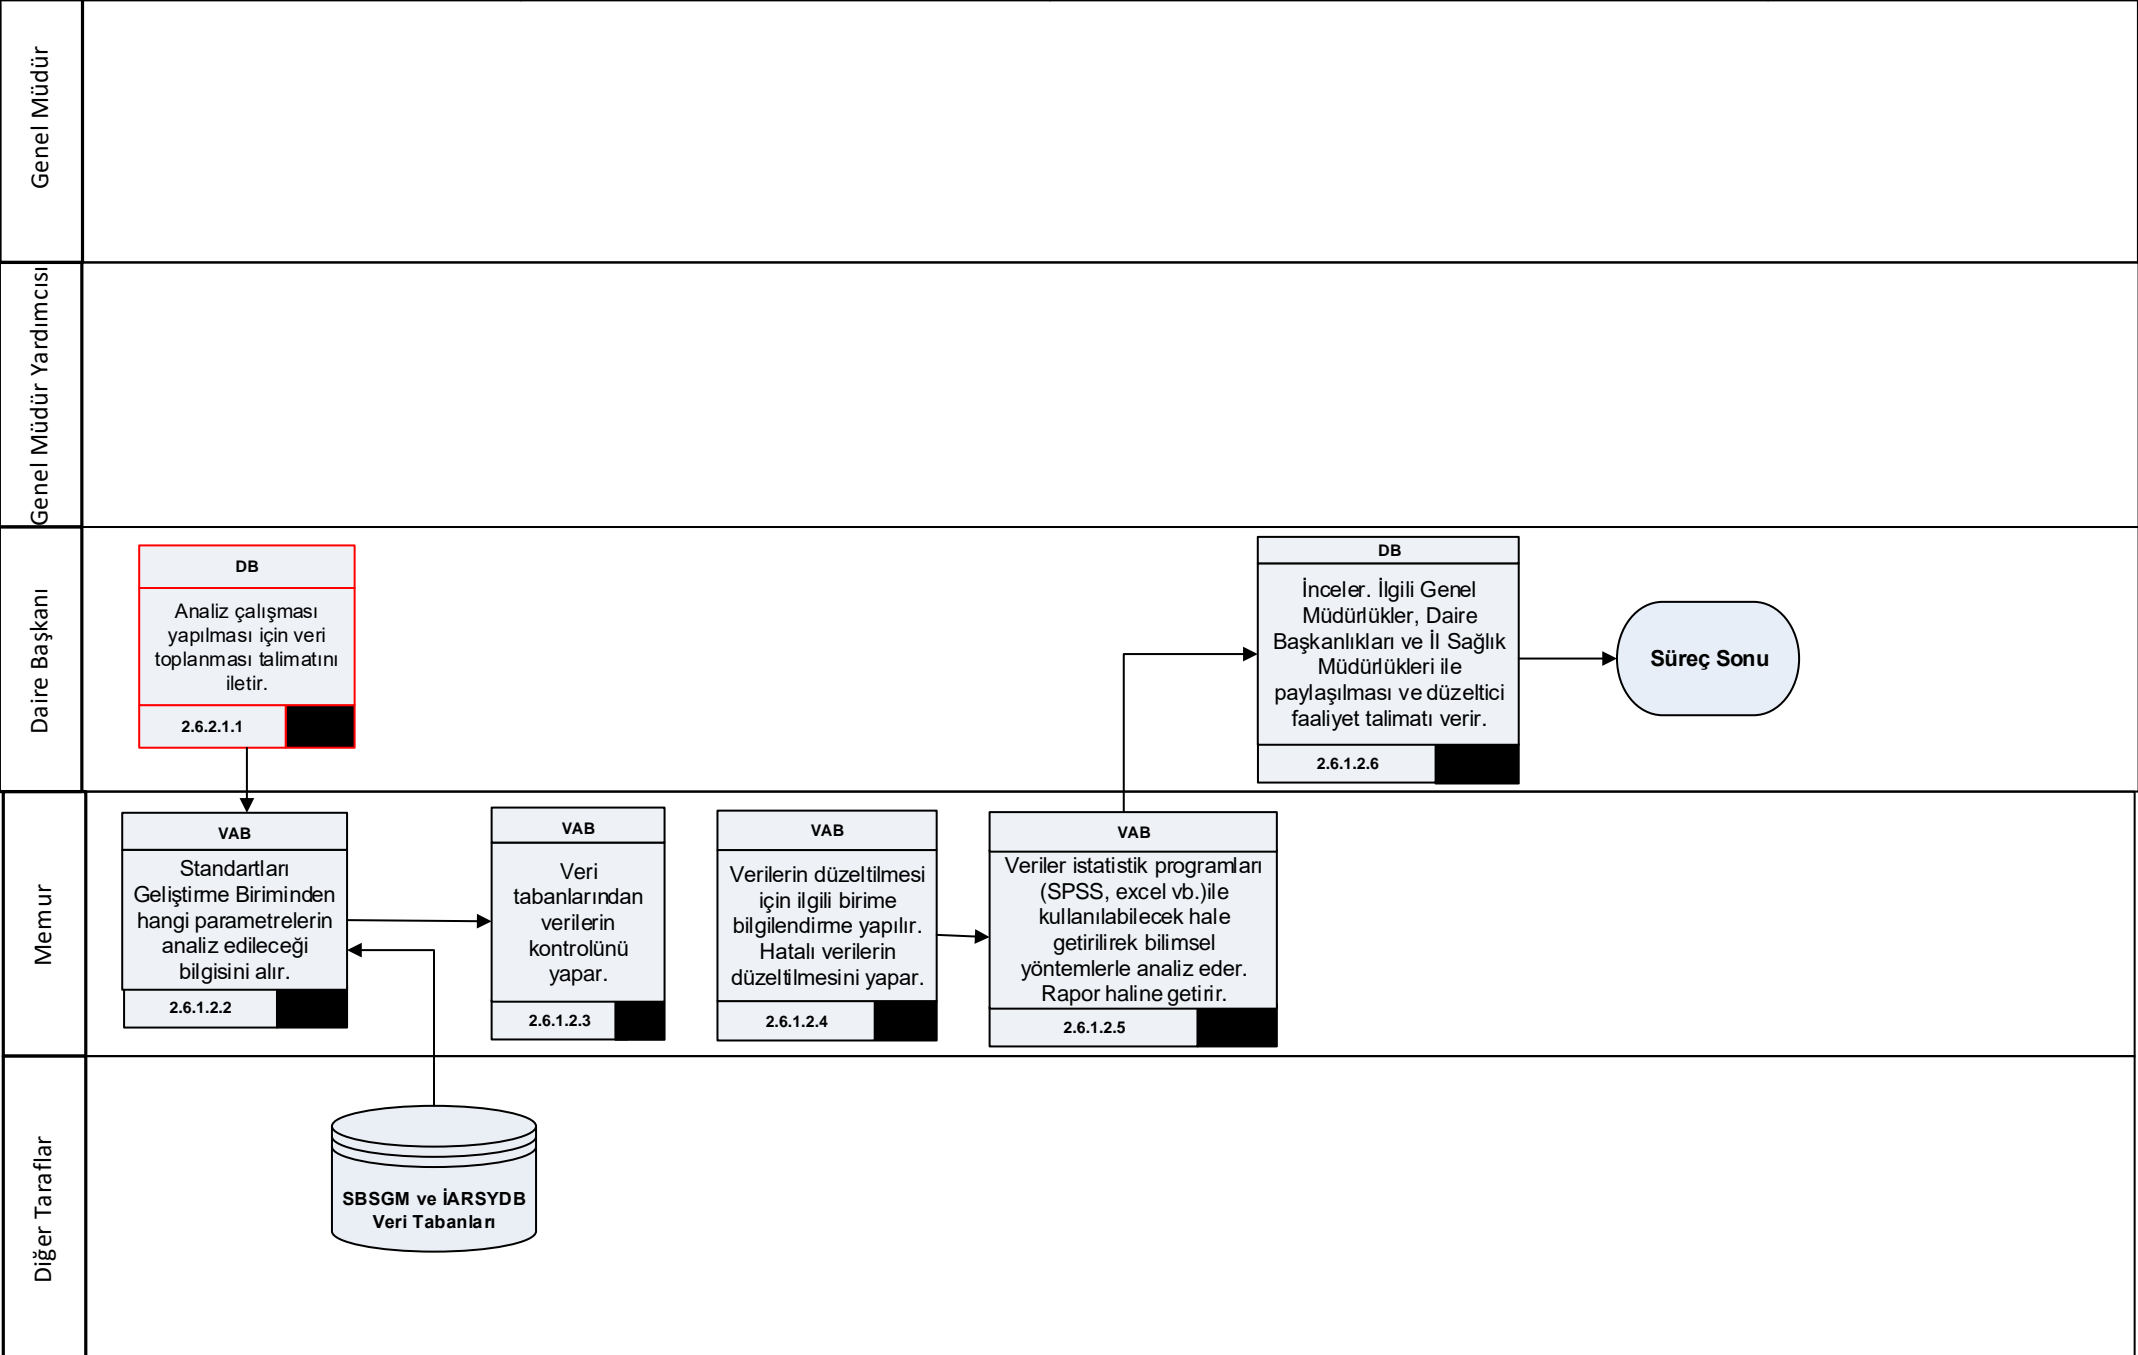 Genel Müdür
Genel Müdür Yardımcısı
Daire Başkanı
DB
Analiz çalışması
yapılması için veri
toplanması talimatını
iletir.
2.6.2.1.1
DB
İnceler. İlgili Genel
Müdürlükler, Daire
Başkanlıkları ve İl Sağlık
Müdürlükleri ile
paylaşılması ve düzeltici
faaliyet talimatı verir.
2.6.1.2.6
Süreç Sonu
Memur
VAB
Standartları
Geliştirme Biriminden
hangi parametrelerin
analiz edileceği
bilgisini alır.
2.6.1.2.2
VAB
Veri
tabanlarından
verilerin
kontrolünü
yapar.
2.6.1.2.3
VAB
Verilerin düzeltilmesi
için ilgili birime
bilgilendirme yapılır.
Hatalı verilerin
düzeltilmesini yapar.
2.6.1.2.4
VAB
Veriler istatistik programları
(SPSS, excel vb.)ile
kullanılabilecek hale
getirilirek bilimsel
yöntemlerle analiz eder.
Rapor haline getirir.
2.6.1.2.5
Diğer Taraflar
SBSGM ve İARSYDB
Veri Tabanları